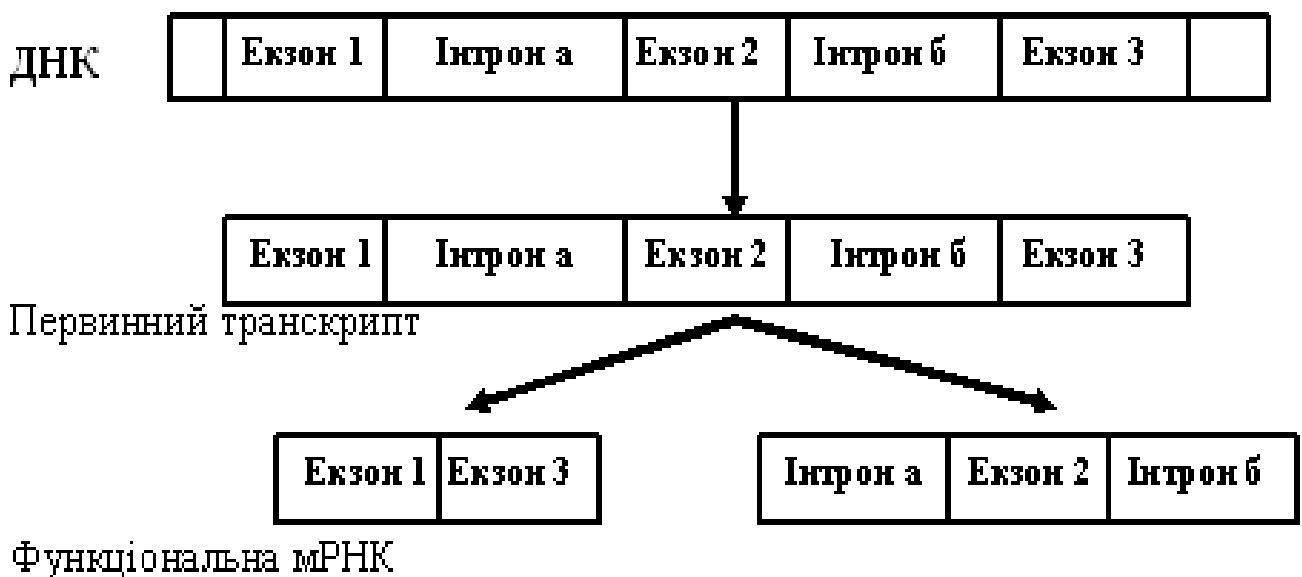 ДНК Екзон 1 Інтрон а Екзон 2 Інтрон б Екзон 3
Екзон 1 Інтрон а Екзон 2 Інтрон б Екзон 3
Первинний транскрипт
Екзон 1 Екзон 3 Інтрон а Екзон 2 Інтрон б
Функціональна мРНК